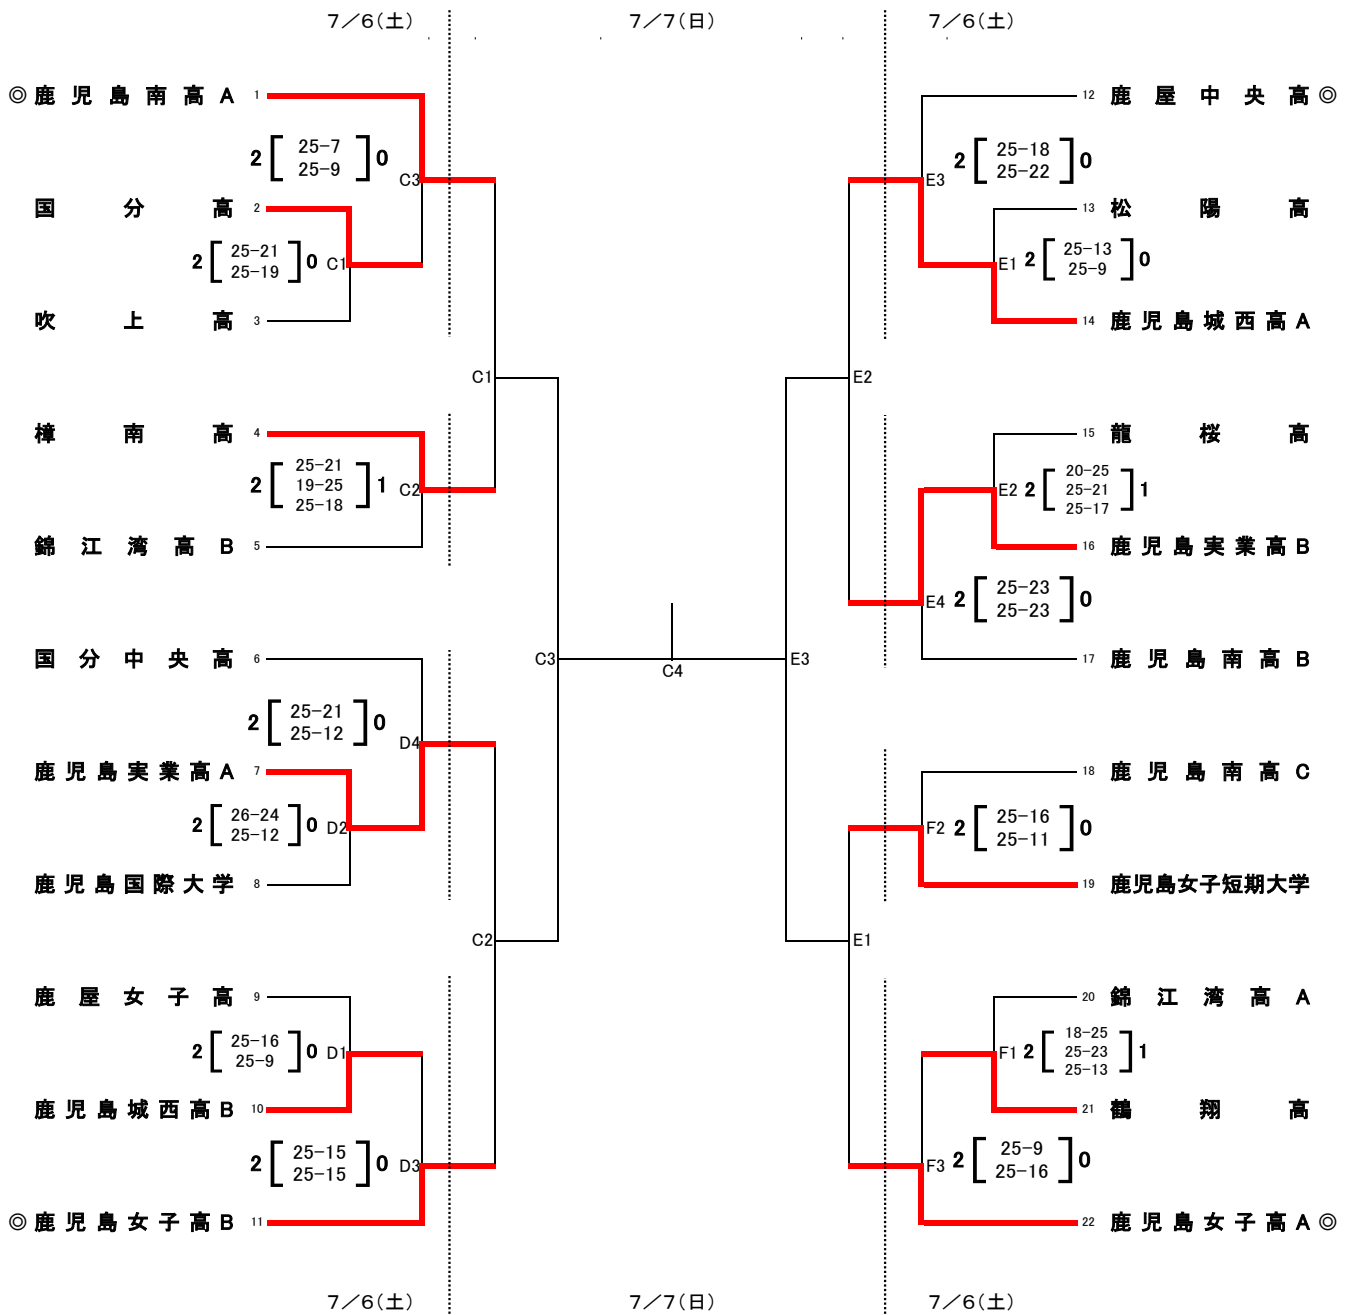 7／6(土)
7／7(日)
7／6(土)
◎ 鹿児島南高A 1
2 [ 25-7 ] 0
25-9
C3
国分高 2
2 [ 25-21 ] 0 C1
25-19
吹上高 3
C1
樟南高 4
2 [ 25-21 ] 1 C2
19-25
25-18
錦江湾高B 5
国分中央高 6
2 [ 25-21 ] 0
25-12
D4
鹿児島実業高A 7
2 [ 26-24 ] 0 D2
25-12
鹿児島国際大学 8
C2
鹿屋女子高 9
2 [ 25-16 ] 0 D1
25-9
鹿児島城西高B 10
2 [ 25-15 ] 0 D3
25-15
◎ 鹿児島女子高B 11
C3
C4
E3
12 鹿屋中央高 ◎
E3 2 [ 25-18 ] 0
25-22
13 松陽高
E1 2 [ 25-13 ] 0
25-9
14 鹿児島城西高A
E2
15 龍桜高
E2 2 [ 20-25 ] 1
25-21
25-17
16 鹿児島実業高B
E4 2 [ 25-23 ] 0
25-23
17 鹿児島南高B
18 鹿児島南高C
F2 2 [ 25-16 ] 0
25-11
19 鹿児島女子短期大学
E1
20 錦江湾高A
F1 2 [ 18-25 ] 1
25-23
25-13
21 鶴翔高
F3 2 [ 25-9 ] 0
25-16
22 鹿児島女子高A ◎
7／6(土)
7／7(日)
7／6(土)